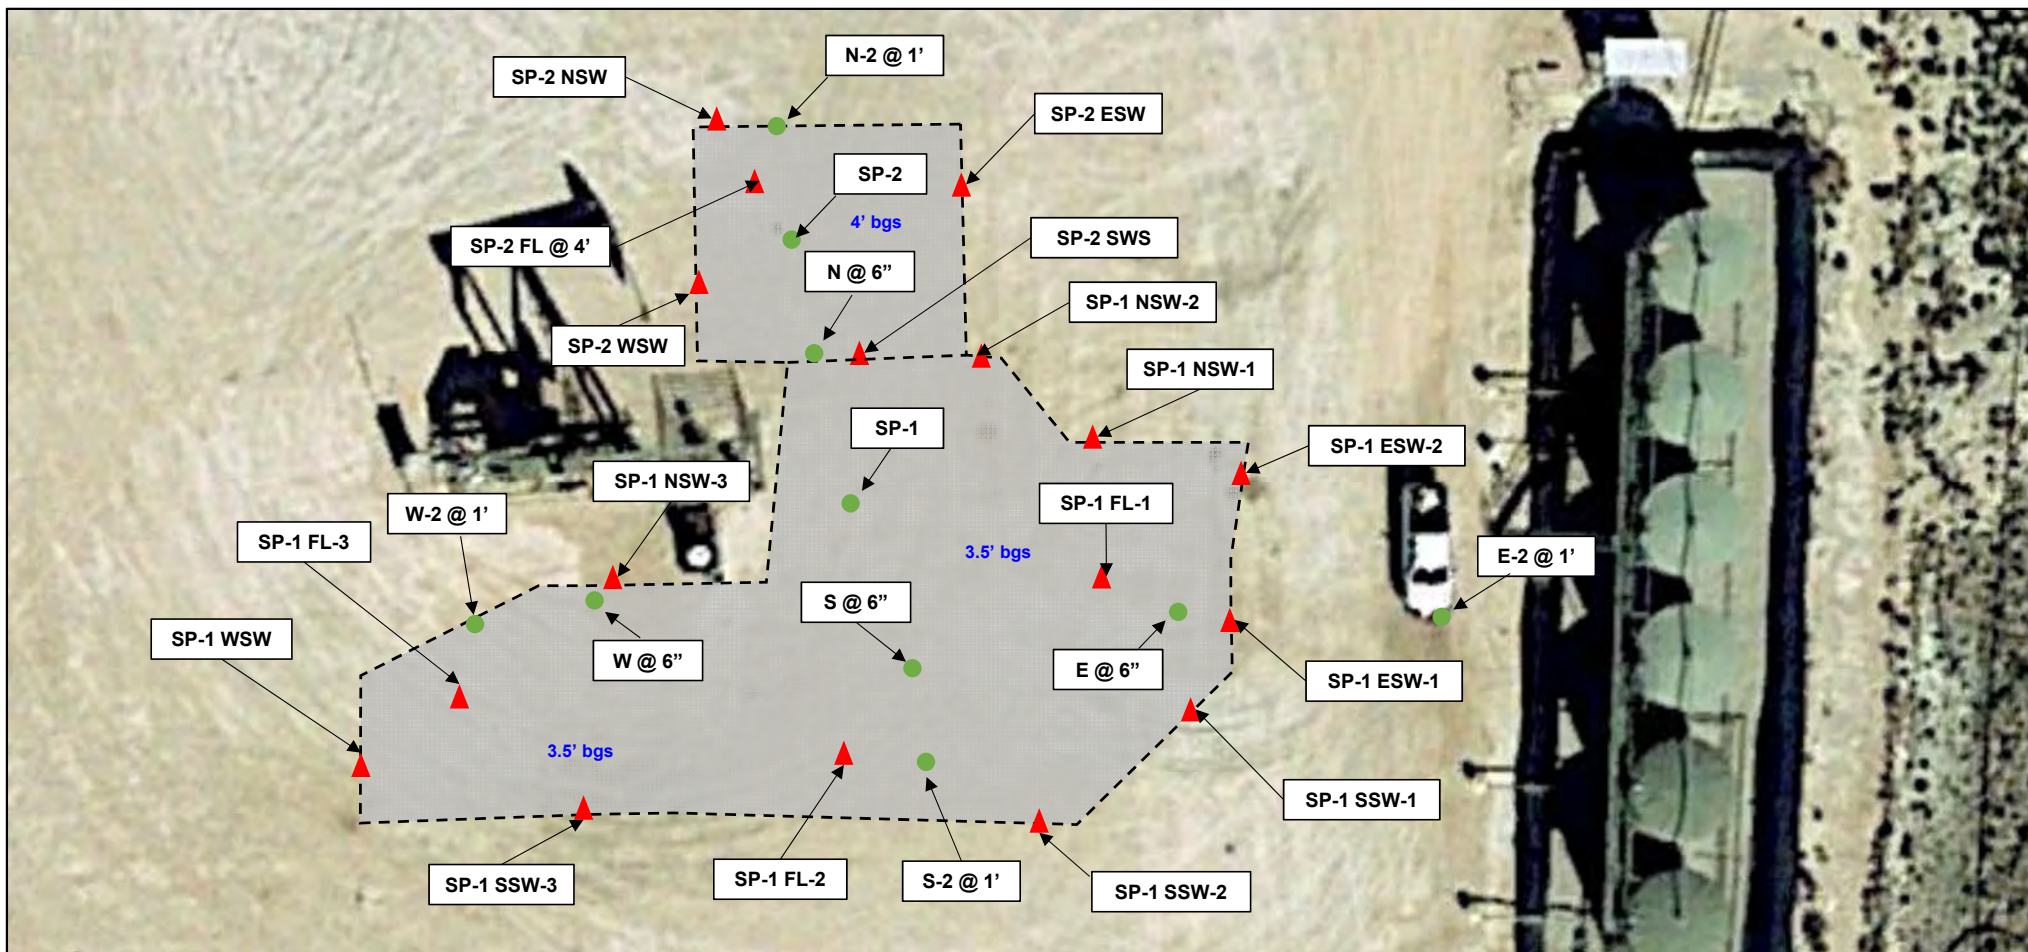 N-2 @ 1’
SP-2 NSW
SP-2 ESW
SP-2
4’ bgs
SP-2 FL @ 4’
SP-2 SWS
N @ 6”
SP-1 NSW-2
SP-2 WSW
SP-1 NSW-1
SP-1
SP-1 ESW-2
SP-1 NSW-3
SP-1 FL-1
W-2 @ 1’
SP-1 FL-3
3.5’ bgs
E-2 @ 1’
S @ 6”
SP-1 WSW
W @ 6”
E @ 6”
SP-1 ESW-1
3.5’ bgs
SP-1 SSW-1
SP-1 FL-2
S-2 @ 1’
SP-1 SSW-3
SP-1 SSW-2